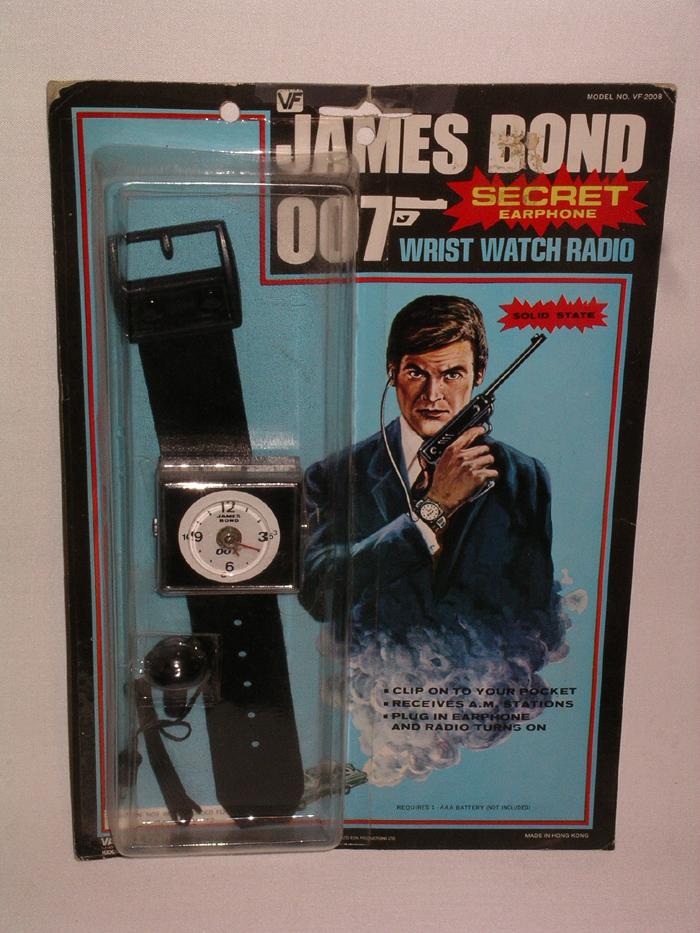 VF
MODEL NO. VF 2008
JAMES BOND
007
SECRET
EARPHONE
WRIST WATCH RADIO
SOLID STATE
12
JAMES
BOND
9
3
007
6
▪ CLIP ON TO YOUR POCKET
▪ RECEIVES A.M. STATIONS
▪ PLUG IN EARPHONE
AND RADIO TURNS ON
REQUIRES 1 - AAA BATTERY (NOT INCLUDED)
MADE IN HONG KONG